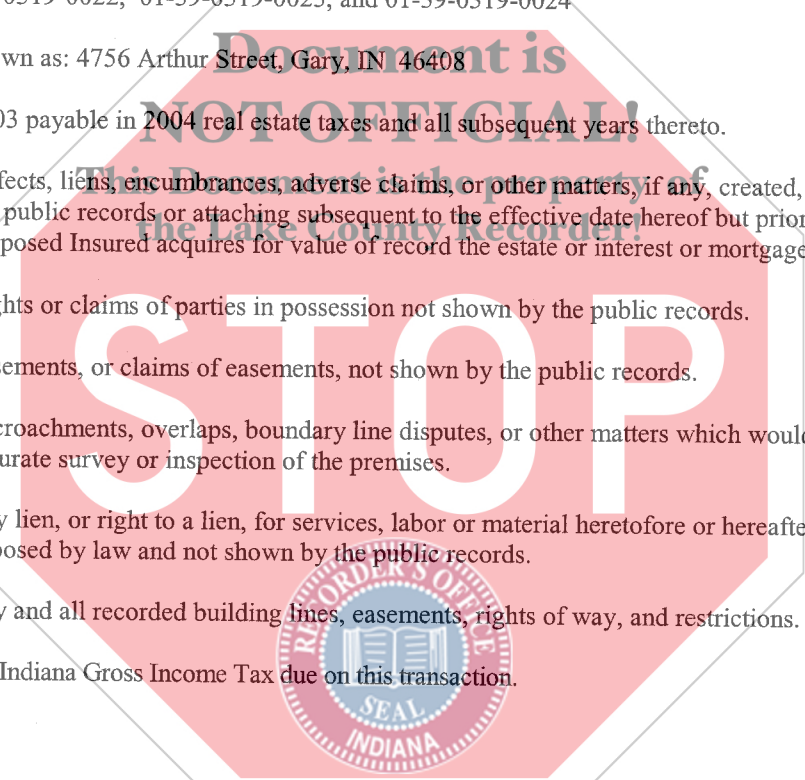 0319-0022, 01-39-0319-0023, and 01-39-0319-0024
wn as: 4756 Arthur Street, Gary, IN 46408
Document is
03 payable in 2004 real estate taxes and all subsequent years thereto.
NOT OFFICIAL!
This Document is the property of
fects, liens, encumbrances, adverse claims, or other matters, if any, created,
public records or attaching subsequent to the effective date hereof but prior
the Lake County Recorder!
posed Insured acquires for value of record the estate or interest or mortgage
hts or claims of parties in possession not shown by the public records.
STOP
sements, or claims of easements, not shown by the public records.
croachments, overlaps, boundary line disputes, or other matters which would
urate survey or inspection of the premises.
y lien, or right to a lien, for services, labor or material heretofore or hereafte
posed by law and not shown by the public records.
y and all recorded building lines, easements, rights of way, and restrictions.
Indiana Gross Income Tax due on this transaction.
RECORDER'S OFFICE
SEAL
INDIANA